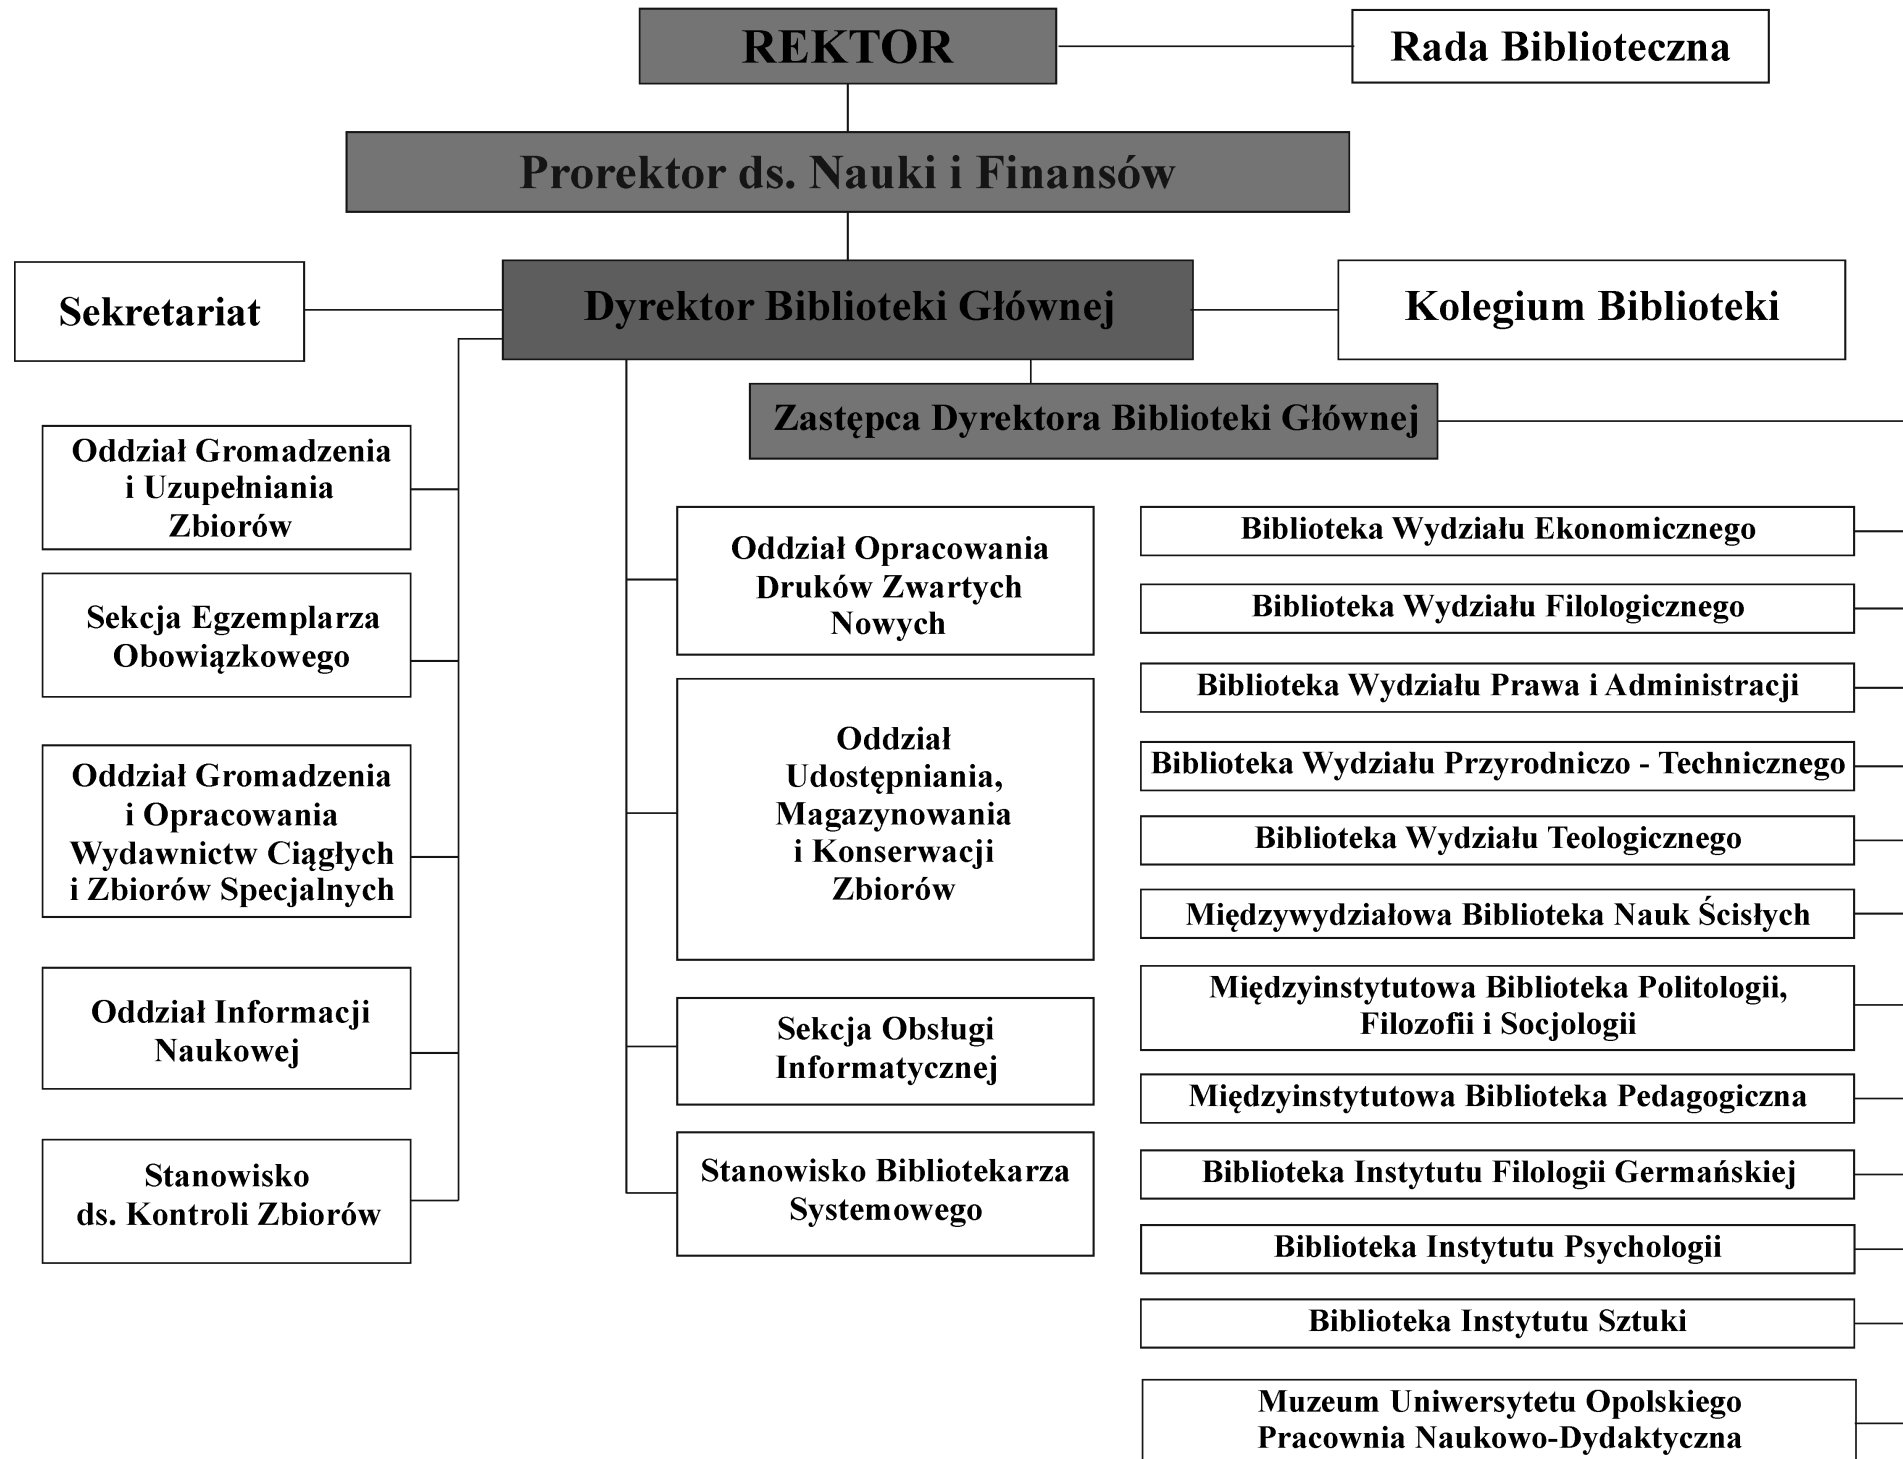 REKTOR
Rada Biblioteczna
Prorektor ds. Nauki i Finansów
Sekretariat
Dyrektor Biblioteki Głównej
Kolegium Biblioteki
Zastępca Dyrektora Biblioteki Głównej
Oddział Gromadzenia
i Uzupełniania
Zbiorów
Sekcja Egzemplarza
Obowiązkowego
Oddział Gromadzenia
i Opracowania
Wydawnictw Ciągłych
i Zbiorów Specjalnych
Oddział Informacji
Naukowej
Stanowisko
ds. Kontroli Zbiorów
Oddział Opracowania
Druków Zwartych
Nowych
Oddział
Udostępniania,
Magazynowania
i Konserwacji
Zbiorów
Sekcja Obsługi
Informatycznej
Stanowisko Bibliotekarza
Systemowego
Biblioteka Wydziału Ekonomicznego
Biblioteka Wydziału Filologicznego
Biblioteka Wydziału Prawa i Administracji
Biblioteka Wydziału Przyrodniczo - Technicznego
Biblioteka Wydziału Teologicznego
Międzywydziałowa Biblioteka Nauk Ścisłych
Międzyinstytutowa Biblioteka Politologii,
Filozofii i Socjologii
Międzyinstytutowa Biblioteka Pedagogiczna
Biblioteka Instytutu Filologii Germańskiej
Biblioteka Instytutu Psychologii
Biblioteka Instytutu Sztuki
Muzeum Uniwersytetu Opolskiego
Pracownia Naukowo-Dydaktyczna